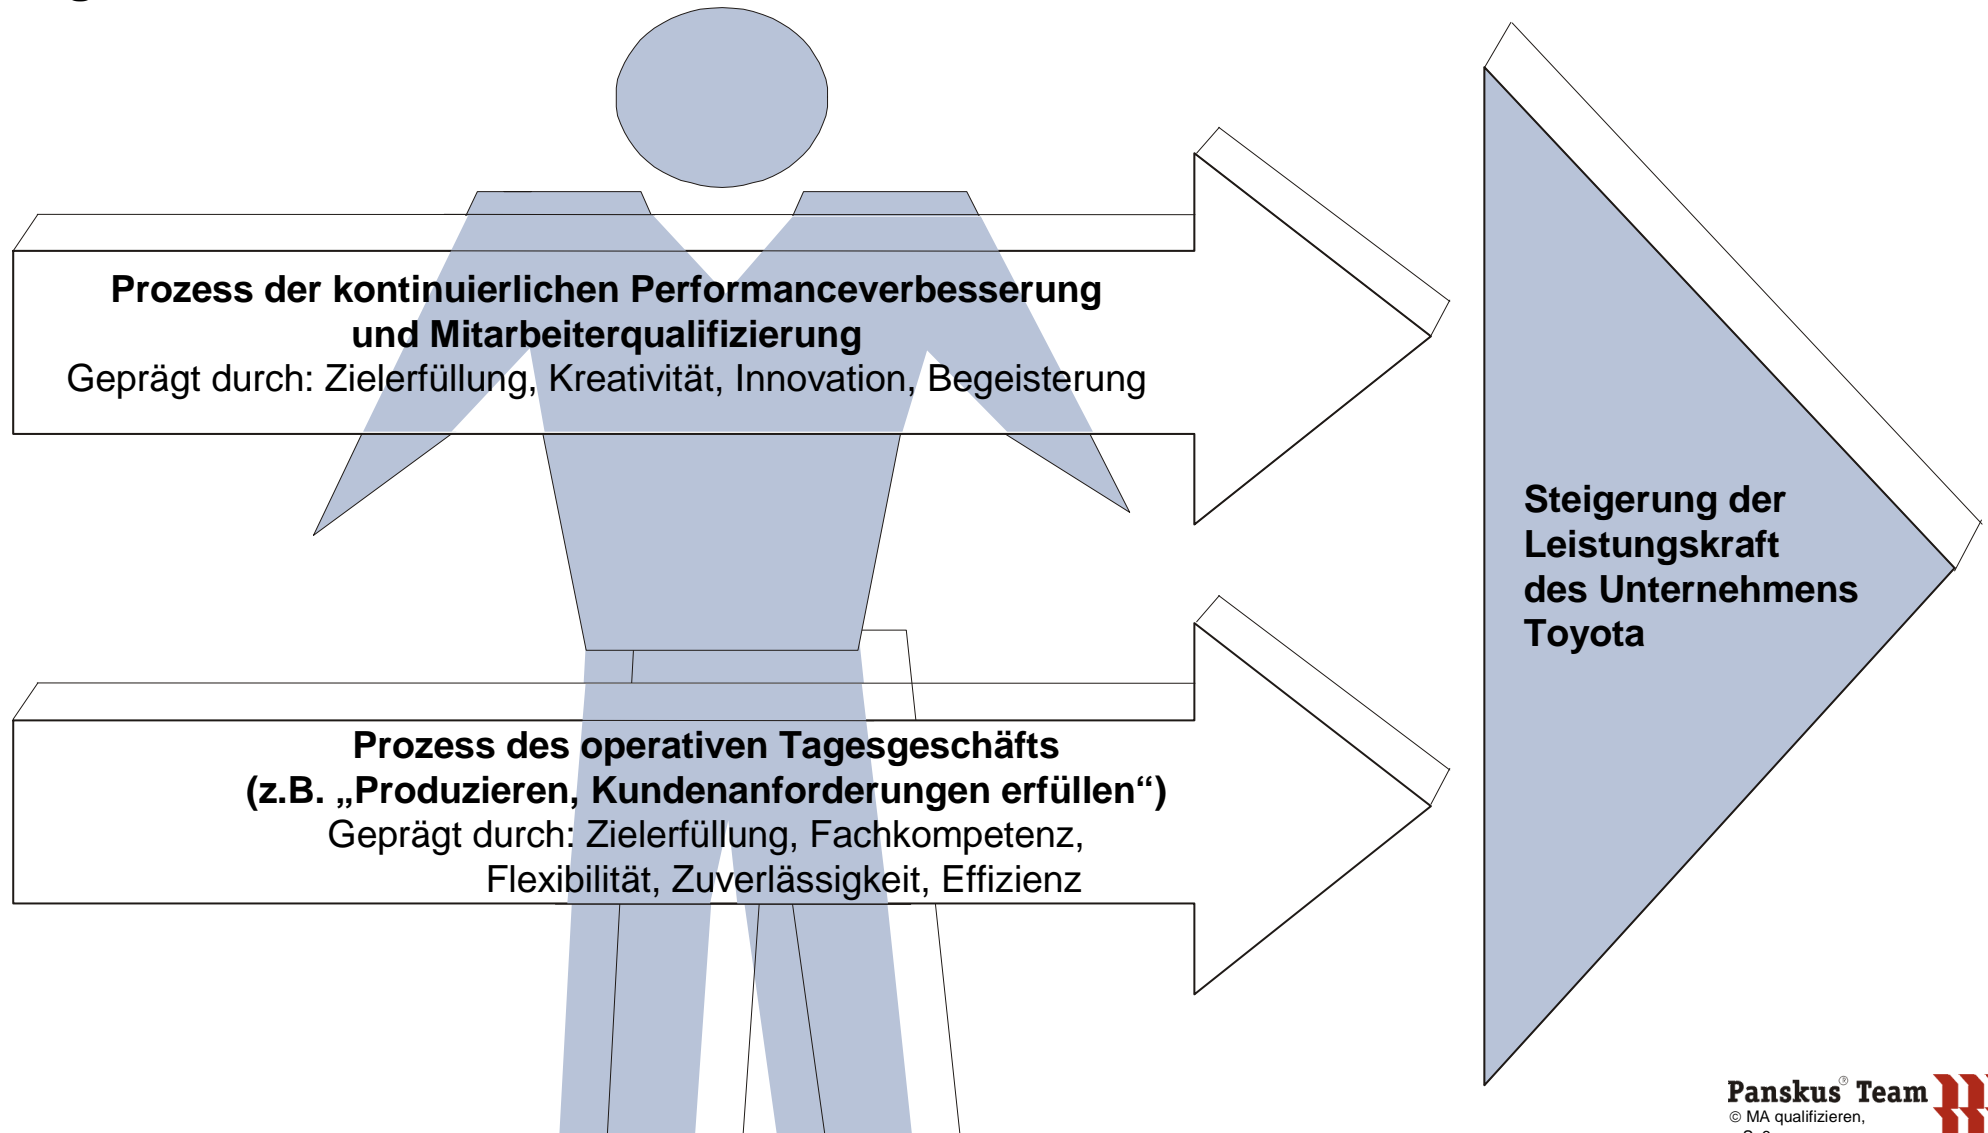 Prozess der kontinuierlichen Performanceverbesserung
und Mitarbeiterqualifizierung
Geprägt durch: Zielerfüllung, Kreativität, Innovation, Begeisterung
Steigerung der
Leistungskraft
des Unternehmens
Toyota
Prozess des operativen Tagesgeschäfts
(z.B. „Produzieren, Kundenanforderungen erfüllen“)
Geprägt durch: Zielerfüllung, Fachkompetenz,
Flexibilität, Zuverlässigkeit, Effizienz
Panskus® Team
© MA qualifizieren,